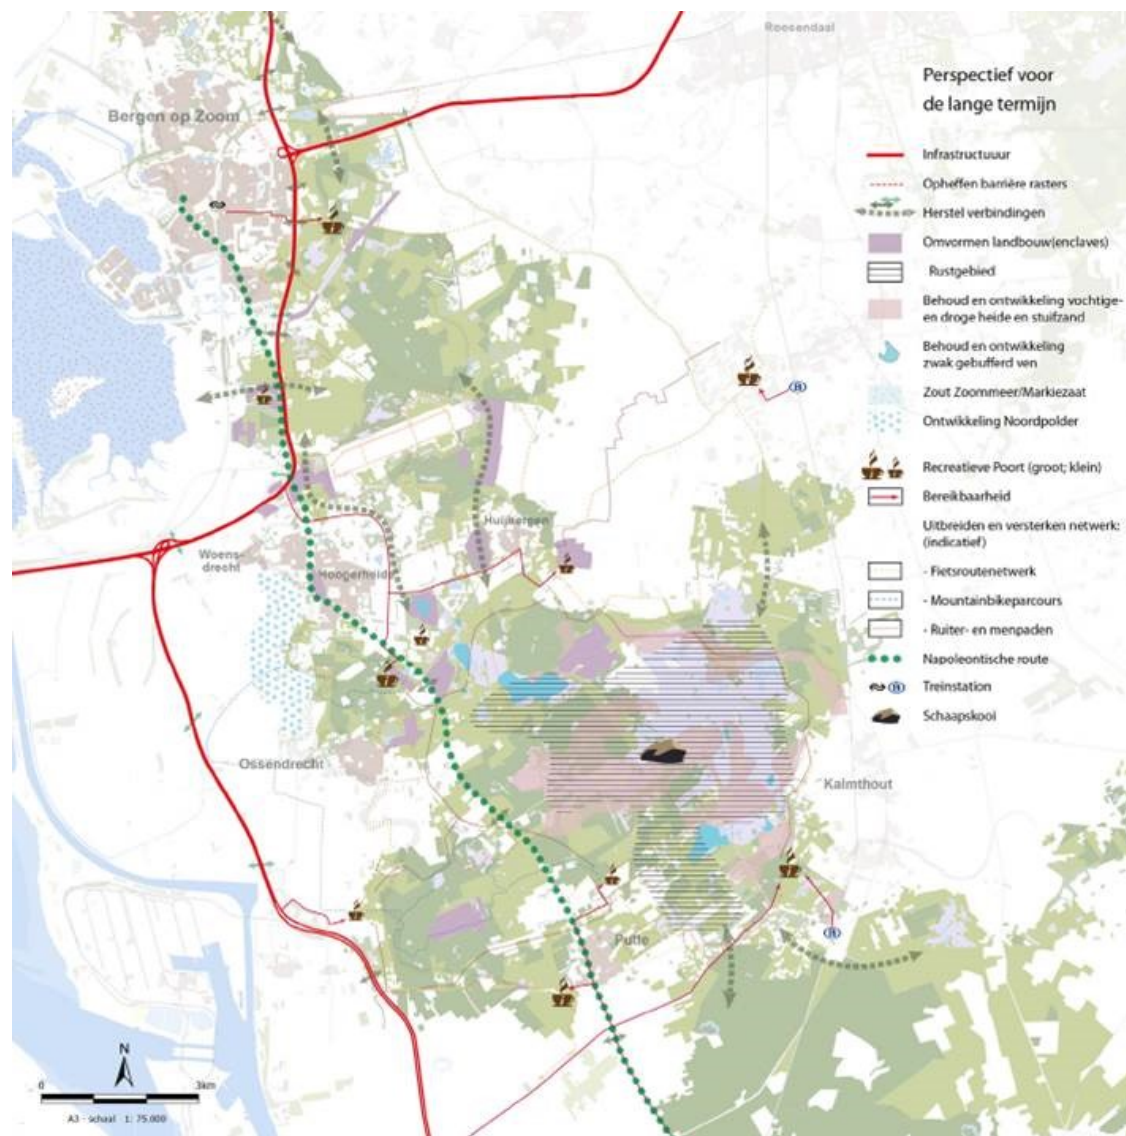 Roosendaal
Perspectief voor
de lange termijn
Bergen op Zoom
Infrastructuuur
Opheffen barrière rasters
Herstel verbindingen
Omvormen landbouw(enclaves)
Rustgebied
Behoud en ontwikkeling vochtige-
en droge heide en stuifzand
Behoud en ontwikkeling
zwak gebufferd ven
Zout Zoommeer/Markiezaat
Ontwikkeling Noordpolder
Recreatieve Poort (groot; klein)
Bereikbaarheid
Uitbreiden en versterken netwerk:
(indicatief)
- Fietsroutenetwerk
- Mountainbikeparcours
- Ruiter- en menpaden
Napoleontische route
Treinstation
Schaapskooi
Huijbergen
Woens-
drecht
Hoogerheide
Ossendrecht
Kalmthout
Putte
N
0
3km
A3 - schaal 1: 75.000